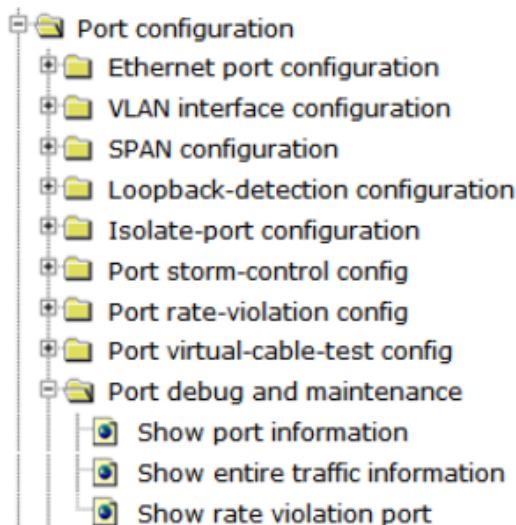 Port configuration
Ethernet port configuration
VLAN interface configuration
SPAN configuration
Loopback-detection configuration
Isolate-port configuration
Port storm-control config
Port rate-violation config
Port virtual-cable-test config
Port debug and maintenance
Show port information
Show entire traffic information
Show rate violation port